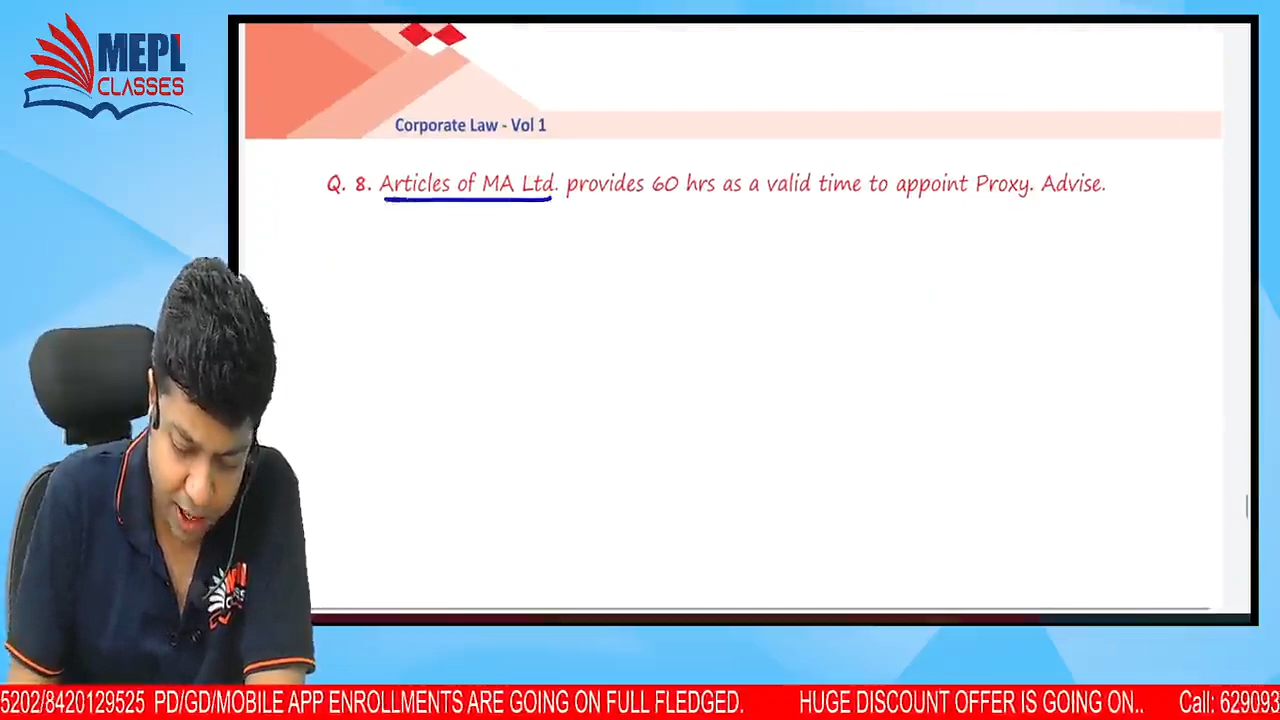 MEPL
CLASSES
Corporate Law - Vol 1
Q. 8. Articles of MA Ltd. provides 60 hrs as a valid time to appoint Proxy. Advise.
5202/8420129525 PD/GD/MOBILE APP ENROLLMENTS ARE GOING ON FULL FLEDGED. HUGE DISCOUNT OFFER IS GOING ON.. Call: 629093